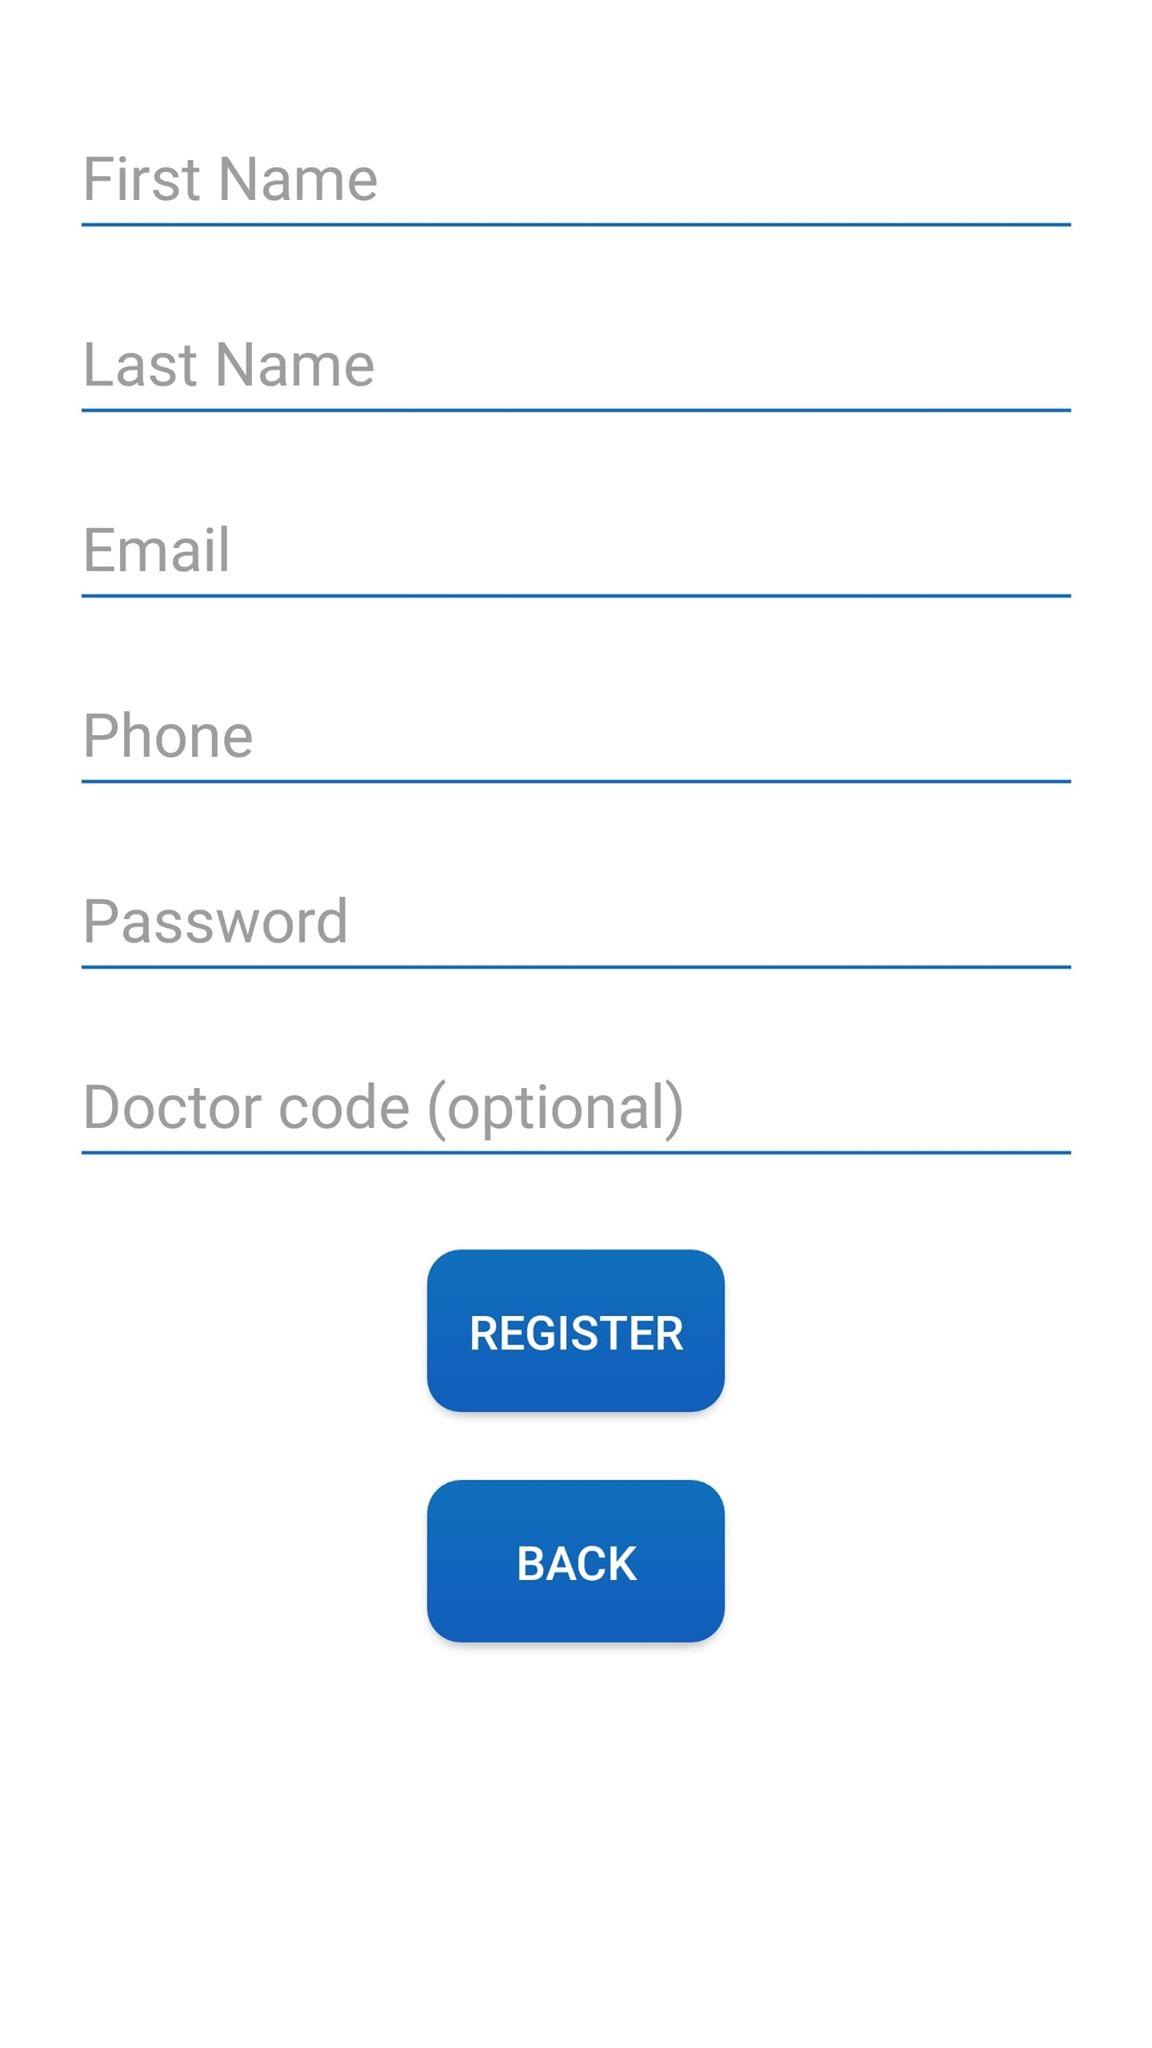 First Name
Last Name
Email
Phone
Password
Doctor code (optional)
REGISTER
BACK